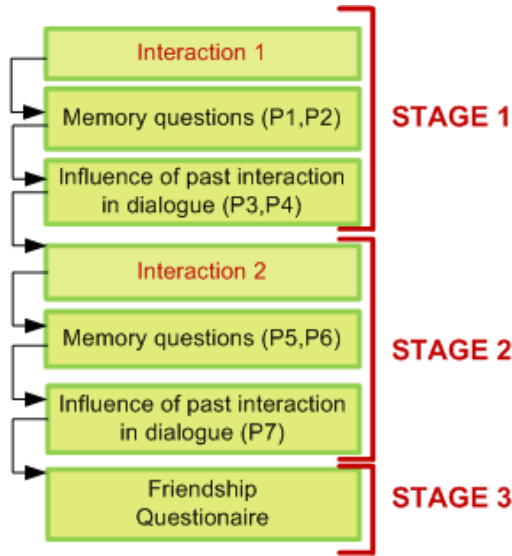 Interaction 1
Memory questions (P1,P2)
STAGE 1
Influence of past interaction
in dialogue (P3,P4)
Interaction 2
Memory questions (P5,P6)
STAGE 2
Influence of past interaction
in dialogue (P7)
Friendship
Questionaire
STAGE 3